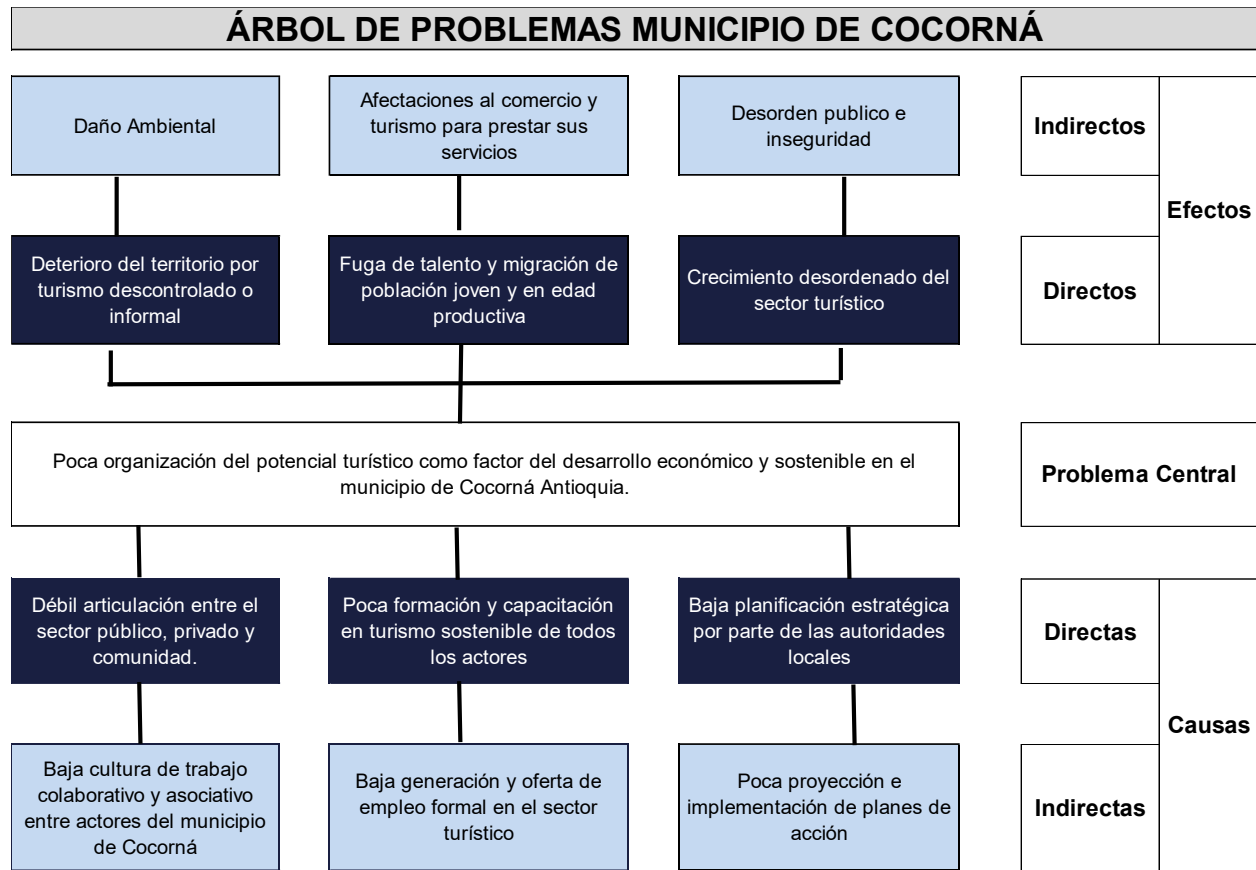 ÁRBOL DE PROBLEMAS MUNICIPIO DE COCORNÁ
Daño Ambiental
Afectaciones al comercio y
turismo para prestar sus
servicios
Desorden publico e
inseguridad
Indirectos
Efectos
Deterioro del territorio por
turismo descontrolado o
informal
Fuga de talento y migración de
población joven y en edad
productiva
Crecimiento desordenado del
sector turístico
Directos
Poca organización del potencial turístico como factor del desarrollo económico y sostenible en el
municipio de Cocorná Antioquia.
Problema Central
Débil articulación entre el
sector público, privado y
comunidad.
Poca formación y capacitación
en turismo sostenible de todos
los actores
Baja planificación estratégica
por parte de las autoridades
locales
Directas
Causas
Baja cultura de trabajo
colaborativo y asociativo
entre actores del municipio
de Cocorná
Baja generación y oferta de
empleo formal en el sector
turístico
Poca proyección e
implementación de planes de
acción
Indirectas